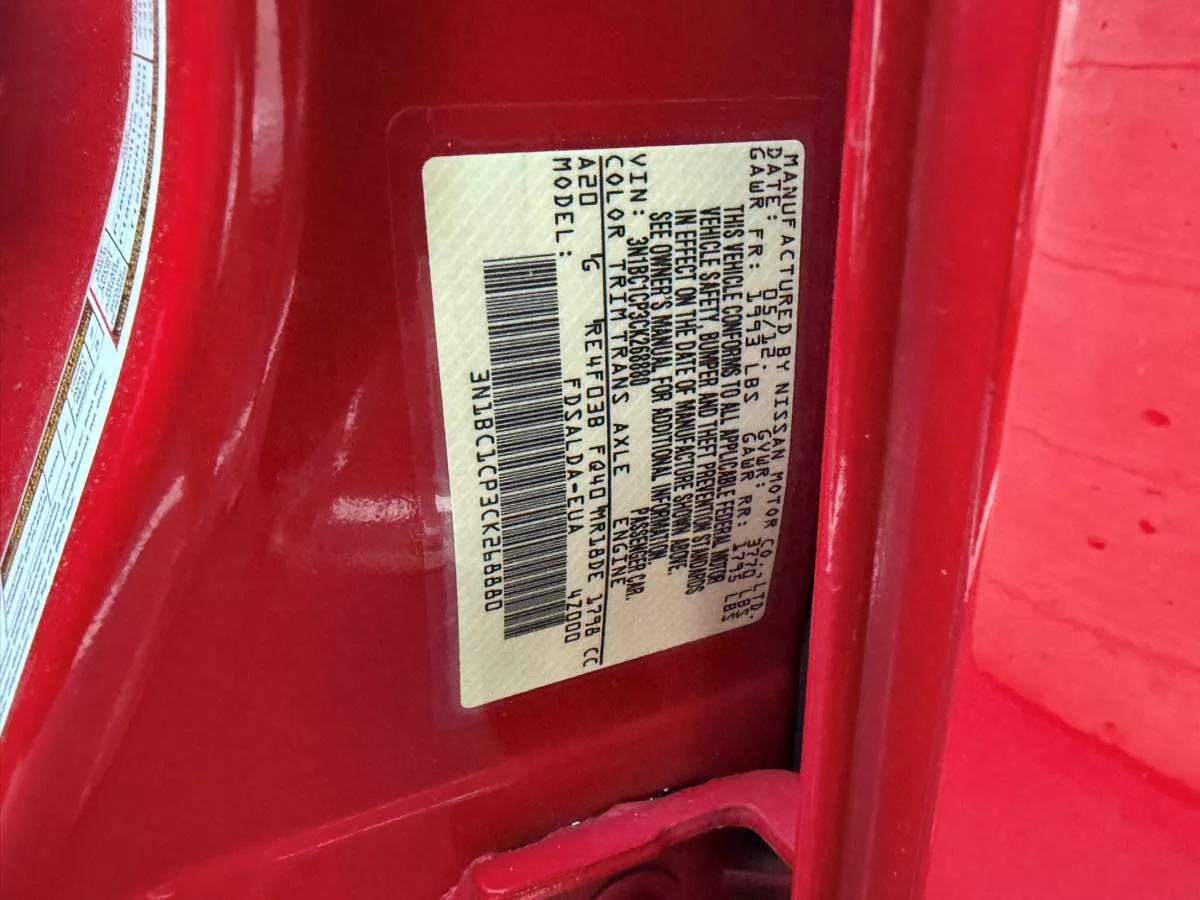 MANUFACTURED BY NISSAN MOTOR CO., LTD.
DATE: 05/12. GVWR: 3770 LBS.
GAWR FR: 1993 LBS GAWR RR: 1795 LBS
THIS VEHICLE CONFORMS TO ALL APPLICABLE FEDERAL MOTOR
VEHICLE SAFETY, BUMPER AND THEFT PREVENTION STANDARDS
IN EFFECT ON THE DATE OF MANUFACTURE SHOWN ABOVE.
SEE OWNER'S MANUAL FOR ADDITIONAL INFORMATION.
VIN: 3N1BC1CP3CK268880 PASSENGER CAR.
COLOR TRIM TRANS AXLE ENGINE
A20 G RE4F03B FQ40 MR18DE 1798 CC
MODEL: FDSALDA-EUA 4Z000
3N1BC1CP3CK268880